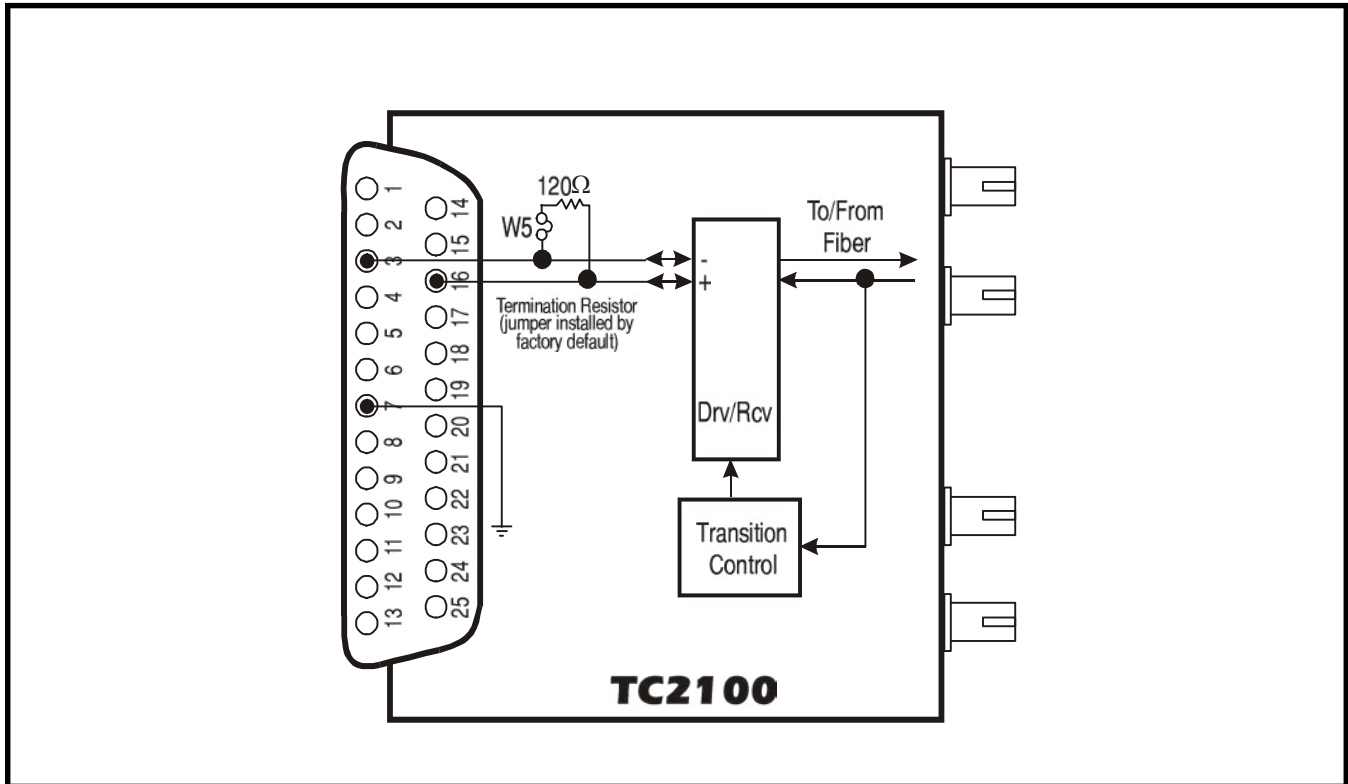 1
2
3
4
5
6
7
8
9
10
11
12
13
14
15
16
17
18
19
20
21
22
23
24
25
120Ω
W5
Termination Resistor
(jumper installed by
factory default)
-
+
Drv/Rcv
To/From
Fiber
Transition
Control
TC2100